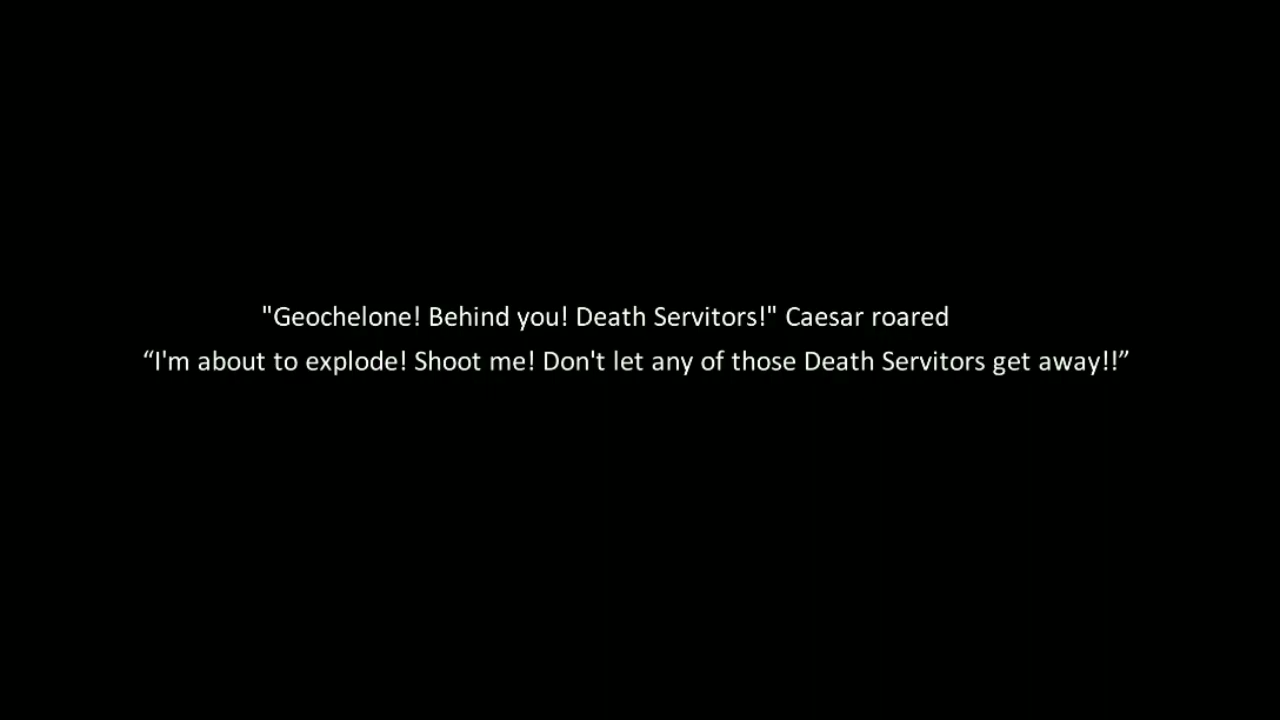 "Geochelone! Behind you! Death Servitors!" Caesar roared
“I'm about to explode! Shoot me! Don't let any of those Death Servitors get away!!”